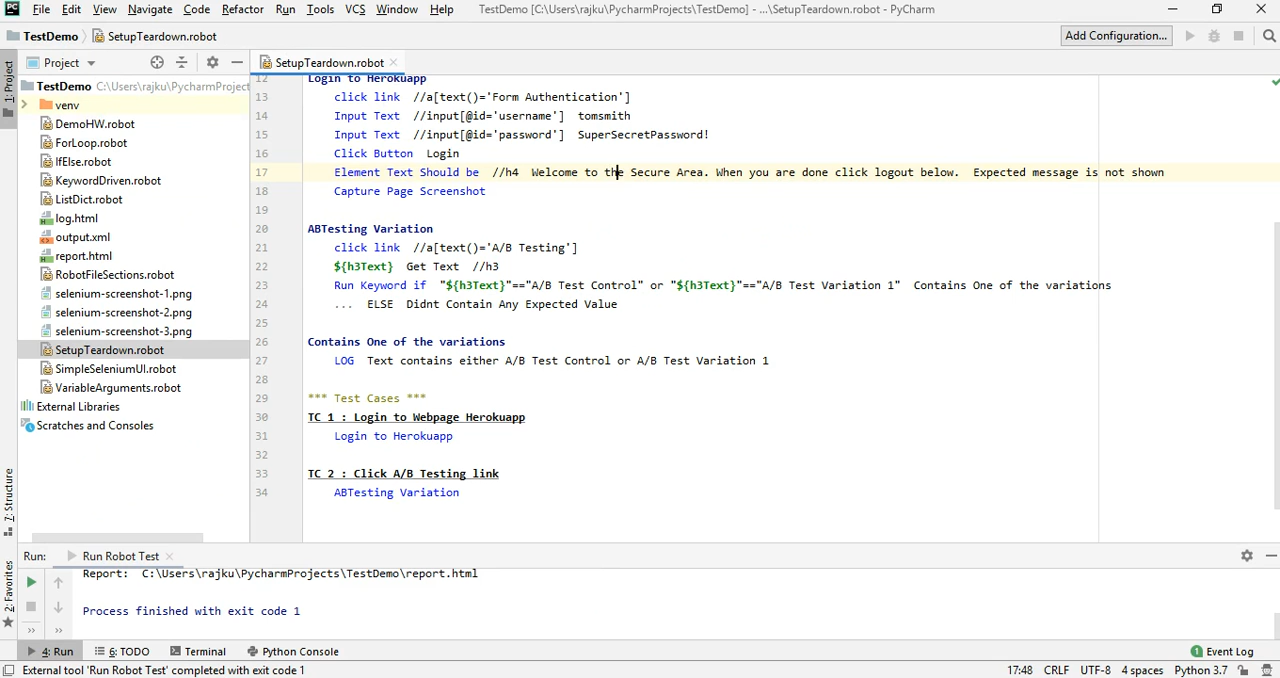 PC File Edit View Navigate Code Refactor Run Tools VCS Window Help TestDemo [C:\Users\rajku\PycharmProjects\TestDemo] - ...\SetupTeardown.robot - PyCharm
TestDemo SetupTeardown.robot Add Configuration...
1: Project
Project
SetupTeardown.robot
TestDemo C:\Users\rajku\PycharmProject
venv
DemoHW.robot
ForLoop.robot
IfElse.robot
KeywordDriven.robot
ListDict.robot
log.html
output.xml
report.html
RobotFileSections.robot
selenium-screenshot-1.png
selenium-screenshot-2.png
selenium-screenshot-3.png
SetupTeardown.robot
SimpleSeleniumUI.robot
VariableArguments.robot
External Libraries
Scratches and Consoles
12 Login to Herokuapp
13 click link //a[text()='Form Authentication']
14 Input Text //input[@id='username'] tomsmith
15 Input Text //input[@id='password'] SuperSecretPassword!
16 Click Button Login
17 Element Text Should be //h4 Welcome to the Secure Area. When you are done click logout below. Expected message is not shown
18 Capture Page Screenshot
19
20 ABTesting Variation
21 click link //a[text()='A/B Testing']
22 ${h3Text} Get Text //h3
23 Run Keyword if "${h3Text}"=="A/B Test Control" or "${h3Text}"=="A/B Test Variation 1" Contains One of the variations
24 ... ELSE Didnt Contain Any Expected Value
25
26 Contains One of the variations
27 LOG Text contains either A/B Test Control or A/B Test Variation 1
28
29 *** Test Cases ***
30 TC 1 : Login to Webpage Herokuapp
31 Login to Herokuapp
32
33 TC 2 : Click A/B Testing link
34 ABTesting Variation
7: Structure
2: Favorites
Run: Run Robot Test
Report: C:\Users\rajku\PycharmProjects\TestDemo\report.html
Process finished with exit code 1
4: Run 6: TODO Terminal Python Console 1 Event Log
External tool 'Run Robot Test' completed with exit code 1 17:48 CRLF UTF-8 4 spaces Python 3.7